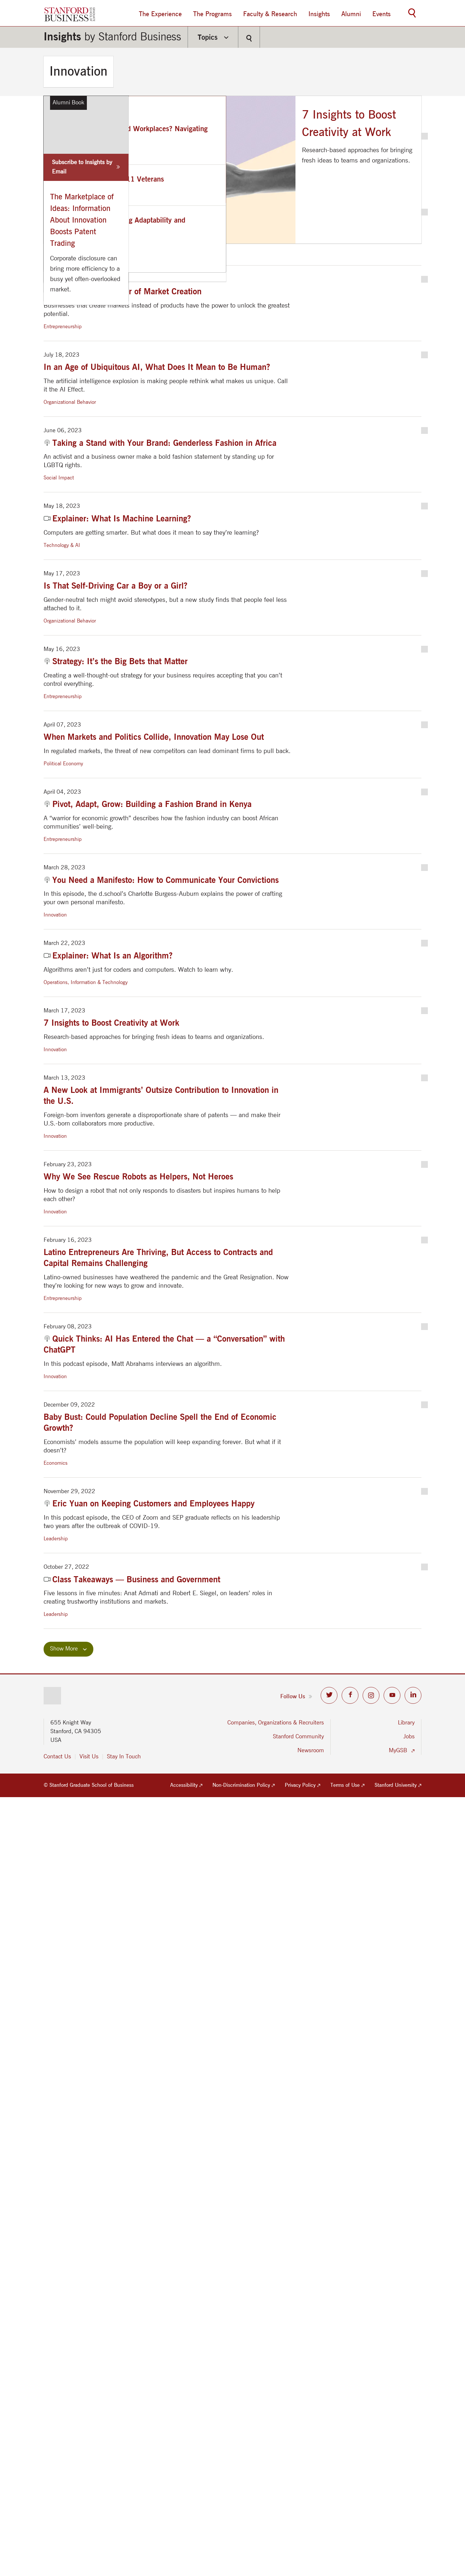 STANFORD
BUSINESS
The Experience
The Programs
Faculty & Research
Insights
Alumni
Events
Insights by Stanford Business
Topics
Innovation
Alumni Book
Subscribe to Insights by
Email
The Marketplace of
Ideas: Information
About Innovation
Boosts Patent
Trading
Corporate disclosure can
bring more efficiency to a
busy yet often-overlooked
market.
d Workplaces? Navigating
11 Veterans
g Adaptability and
7 Insights to Boost
Creativity at Work
Research-based approaches for bringing
fresh ideas to teams and organizations.
r of Market Creation
Businesses that create markets instead of products have the power to unlock the greatest
potential.
Entrepreneurship
July 18, 2023
In an Age of Ubiquitous AI, What Does It Mean to Be Human?
The artificial intelligence explosion is making people rethink what makes us unique. Call
it the AI Effect.
Organizational Behavior
June 06, 2023
Taking a Stand with Your Brand: Genderless Fashion in Africa
An activist and a business owner make a bold fashion statement by standing up for
LGBTQ rights.
Social Impact
May 18, 2023
Explainer: What Is Machine Learning?
Computers are getting smarter. But what does it mean to say they're learning?
Technology & AI
May 17, 2023
Is That Self-Driving Car a Boy or a Girl?
Gender-neutral tech might avoid stereotypes, but a new study finds that people feel less
attached to it.
Organizational Behavior
May 16, 2023
Strategy: It's the Big Bets that Matter
Creating a well-thought-out strategy for your business requires accepting that you can't
control everything.
Entrepreneurship
April 07, 2023
When Markets and Politics Collide, Innovation May Lose Out
In regulated markets, the threat of new competitors can lead dominant firms to pull back.
Political Economy
April 04, 2023
Pivot, Adapt, Grow: Building a Fashion Brand in Kenya
A “warrior for economic growth” describes how the fashion industry can boost African
communities' well-being.
Entrepreneurship
March 28, 2023
You Need a Manifesto: How to Communicate Your Convictions
In this episode, the d.school's Charlotte Burgess-Auburn explains the power of crafting
your own personal manifesto.
Innovation
March 22, 2023
Explainer: What Is an Algorithm?
Algorithms aren't just for coders and computers. Watch to learn why.
Operations, Information & Technology
March 17, 2023
7 Insights to Boost Creativity at Work
Research-based approaches for bringing fresh ideas to teams and organizations.
Innovation
March 13, 2023
A New Look at Immigrants' Outsize Contribution to Innovation in
the U.S.
Foreign-born inventors generate a disproportionate share of patents — and make their
U.S.-born collaborators more productive.
Innovation
February 23, 2023
Why We See Rescue Robots as Helpers, Not Heroes
How to design a robot that not only responds to disasters but inspires humans to help
each other?
Innovation
February 16, 2023
Latino Entrepreneurs Are Thriving, But Access to Contracts and
Capital Remains Challenging
Latino-owned businesses have weathered the pandemic and the Great Resignation. Now
they're looking for new ways to grow and innovate.
Entrepreneurship
February 08, 2023
Quick Thinks: AI Has Entered the Chat — a “Conversation” with
ChatGPT
In this podcast episode, Matt Abrahams interviews an algorithm.
Innovation
December 09, 2022
Baby Bust: Could Population Decline Spell the End of Economic
Growth?
Economists' models assume the population will keep expanding forever. But what if it
doesn't?
Economics
November 29, 2022
Eric Yuan on Keeping Customers and Employees Happy
In this podcast episode, the CEO of Zoom and SEP graduate reflects on his leadership
two years after the outbreak of COVID-19.
Leadership
October 27, 2022
Class Takeaways — Business and Government
Five lessons in five minutes: Anat Admati and Robert E. Siegel, on leaders' roles in
creating trustworthy institutions and markets.
Leadership
Show More
Follow Us
655 Knight Way
Stanford, CA 94305
USA
Contact Us
Visit Us
Stay In Touch
Companies, Organizations & Recruiters
Stanford Community
Newsroom
Library
Jobs
MyGSB
© Stanford Graduate School of Business
Accessibility
Non-Discrimination Policy
Privacy Policy
Terms of Use
Stanford University